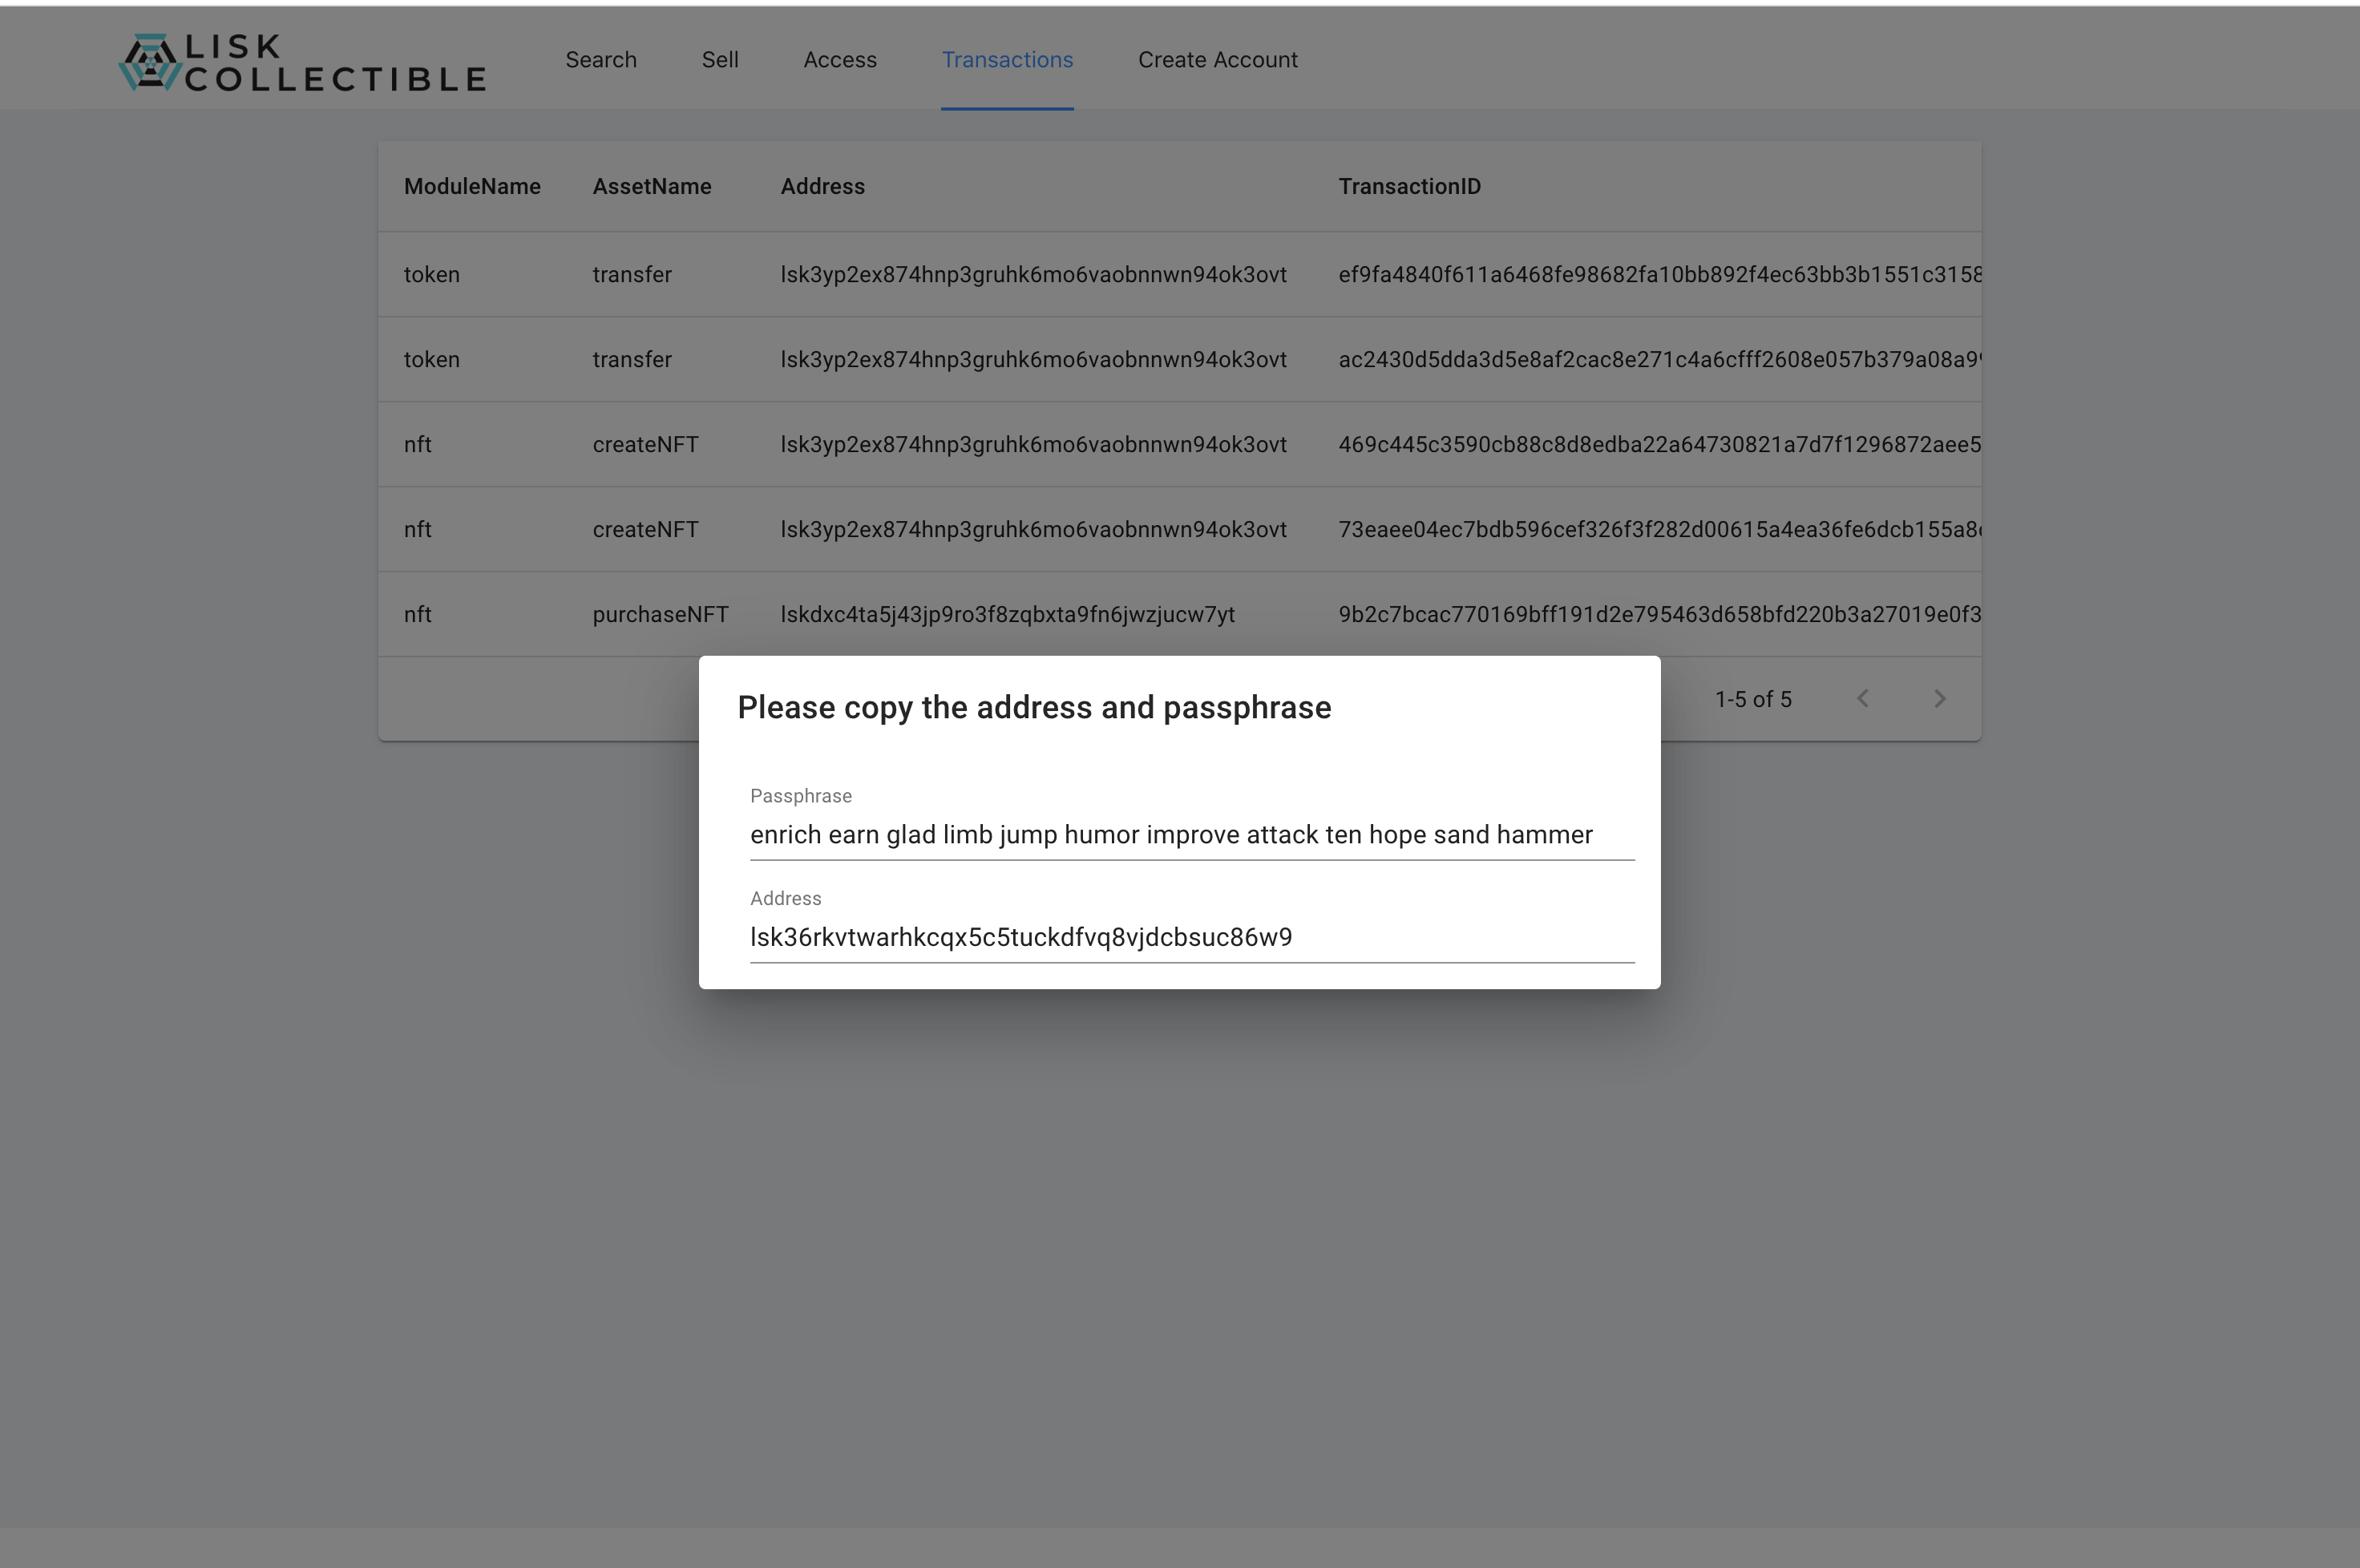 LISK
COLLECTIBLE
Search Sell Access Transactions Create Account
ModuleName AssetName Address TransactionID
token transfer lsk3yp2ex874hnp3gruhk6mo6vaobnnwn94ok3ovt ef9fa4840f611a6468fe98682fa10bb892f4ec63bb3b1551c3158
token transfer lsk3yp2ex874hnp3gruhk6mo6vaobnnwn94ok3ovt ac2430d5dda3d5e8af2cac8e271c4a6cfff2608e057b379a08a99
nft createNFT lsk3yp2ex874hnp3gruhk6mo6vaobnnwn94ok3ovt 469c445c3590cb88c8d8edba22a64730821a7d7f1296872aee5
nft createNFT lsk3yp2ex874hnp3gruhk6mo6vaobnnwn94ok3ovt 73eaee04ec7bdb596cef326f3f282d00615a4ea36fe6dcb155a8
nft purchaseNFT lskdxc4ta5j43jp9ro3f8zqbxta9fn6jwzjucw7yt 9b2c7bcac770169bff191d2e795463d658bfd220b3a27019e0f3
1-5 of 5
Please copy the address and passphrase
Passphrase
enrich earn glad limb jump humor improve attack ten hope sand hammer
Address
lsk36rkvtwarhkcqx5c5tuckdfvq8vjdcbsuc86w9